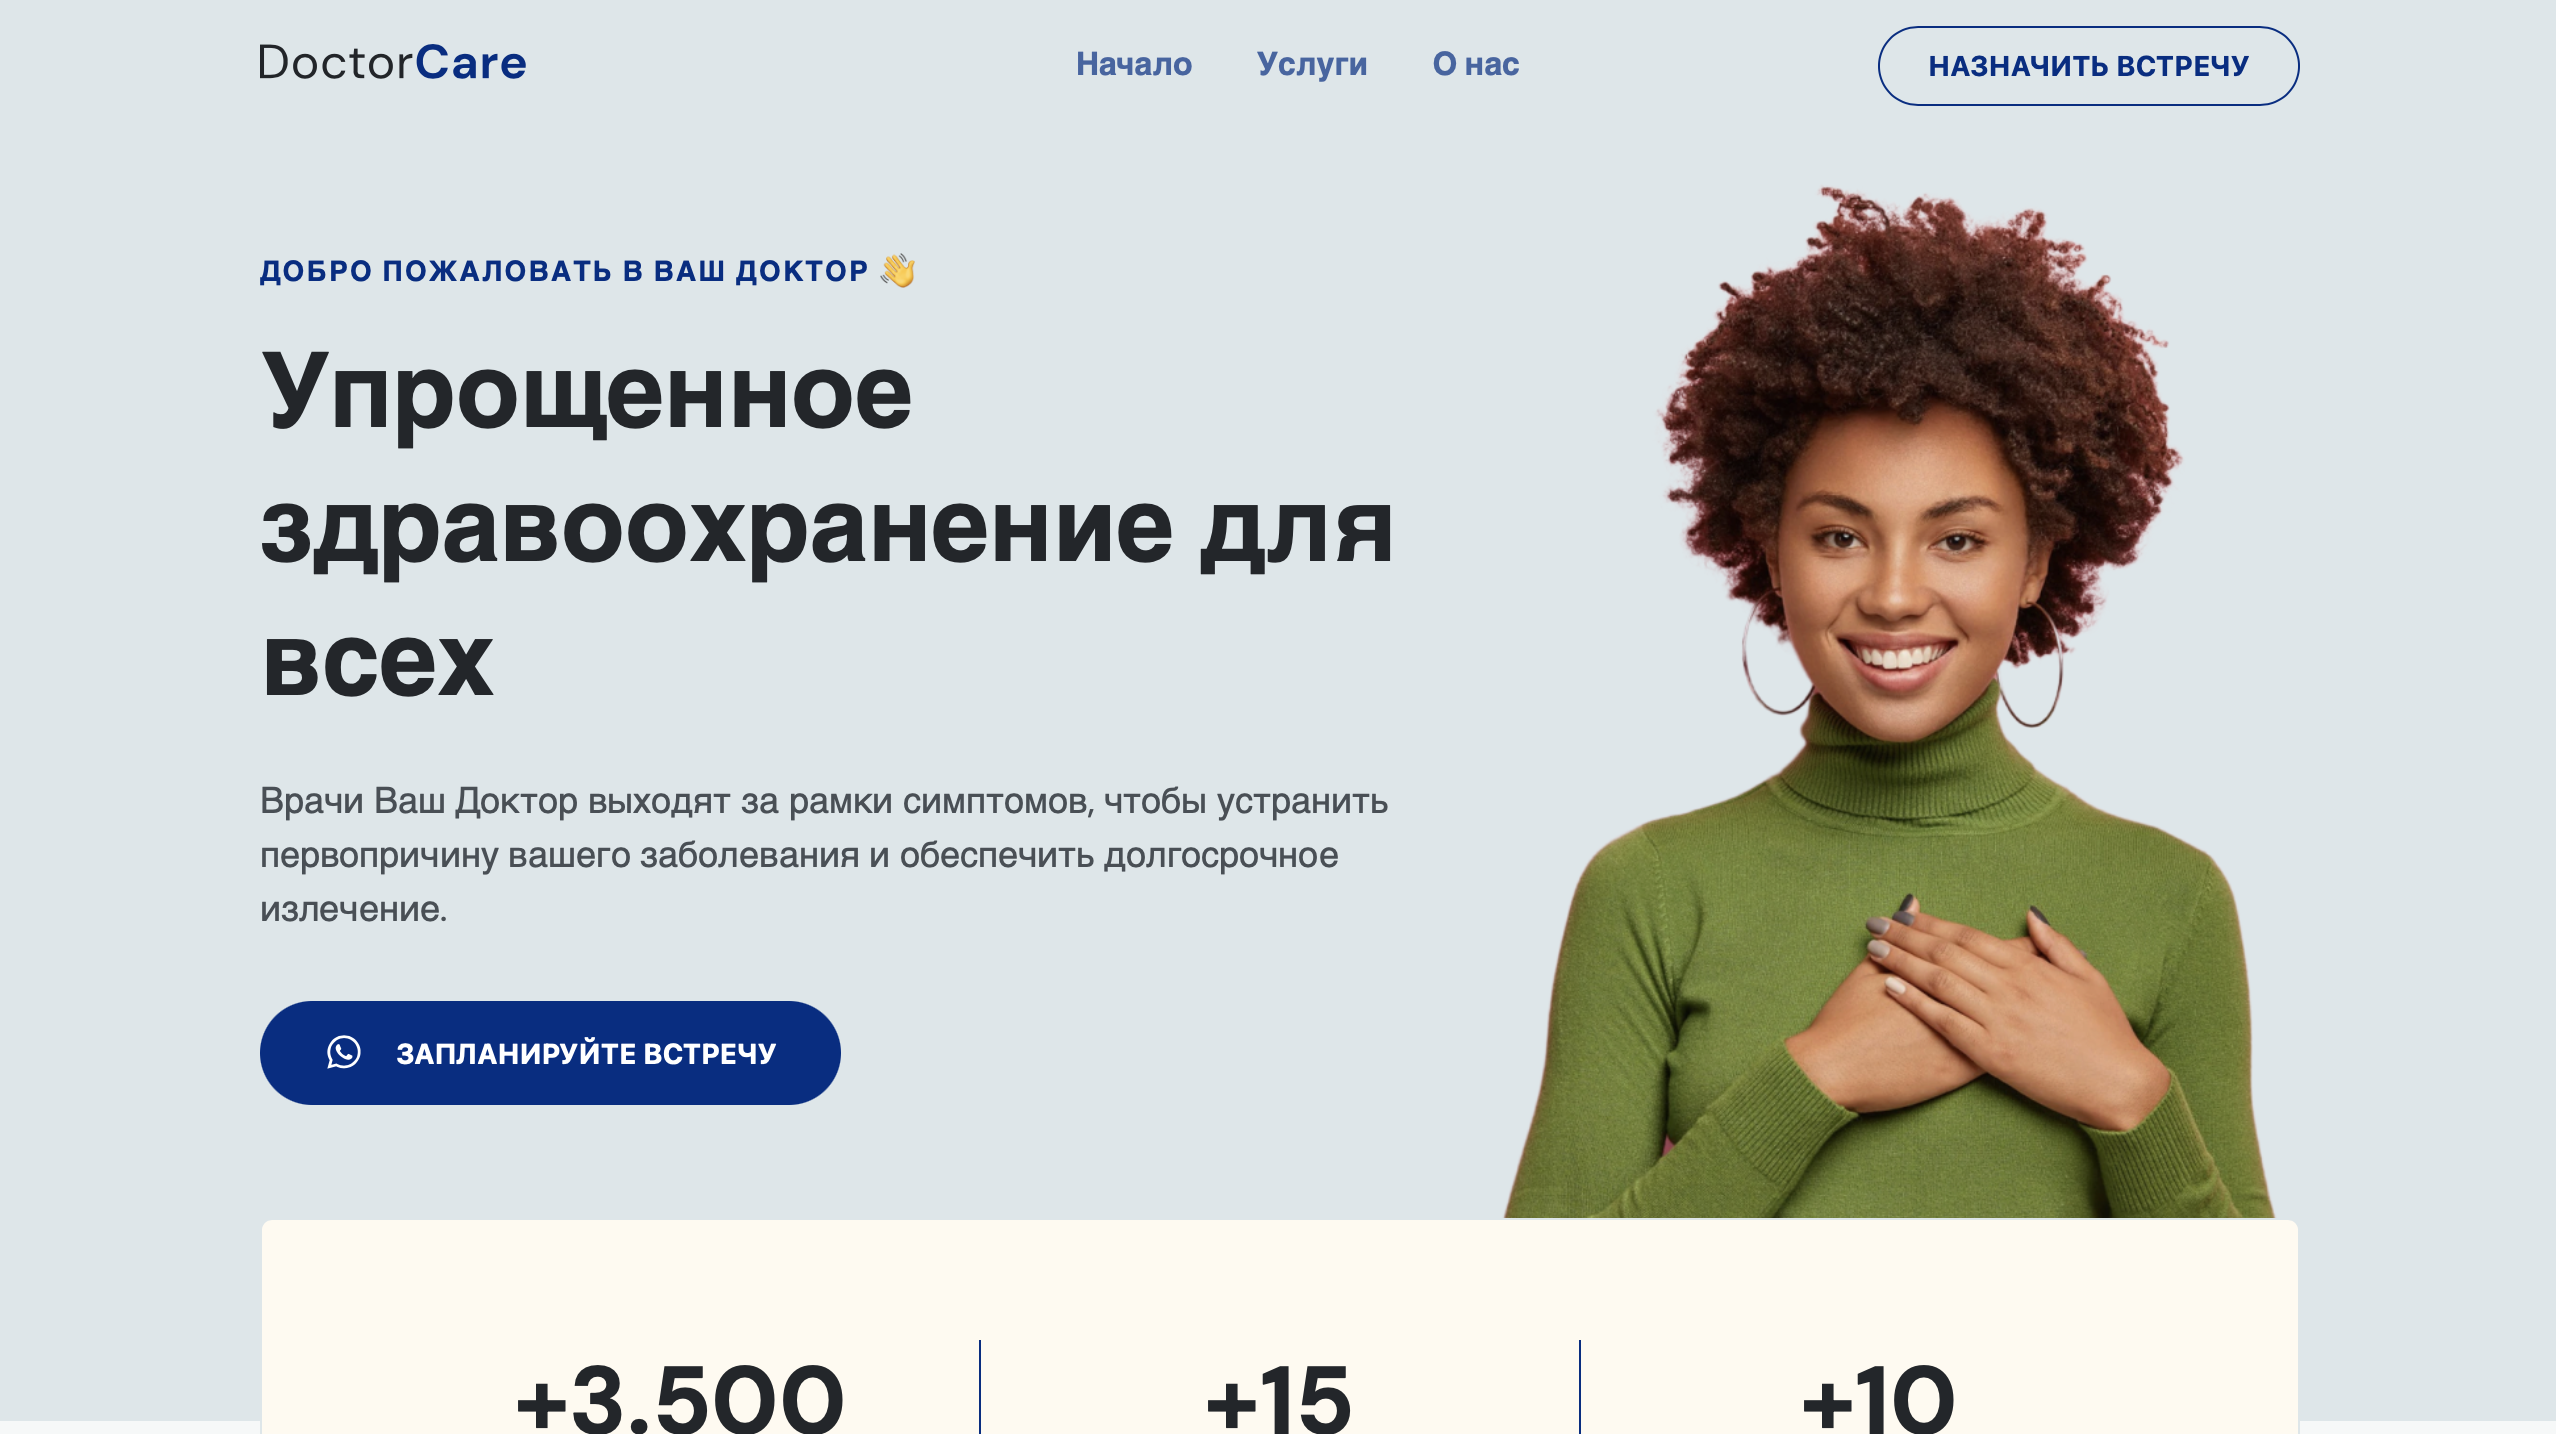 DoctorCare
Начало
Услуги
О нас
НАЗНАЧИТЬ ВСТРЕЧУ
ДОБРО ПОЖАЛОВАТЬ В ВАШ ДОКТОР 👋
Упрощенное
здравоохранение для
всех
Врачи Ваш Доктор выходят за рамки симптомов, чтобы устранить
первопричину вашего заболевания и обеспечить долгосрочное
излечение.
ЗАПЛАНИРУЙТЕ ВСТРЕЧУ
+3.500
+15
+10